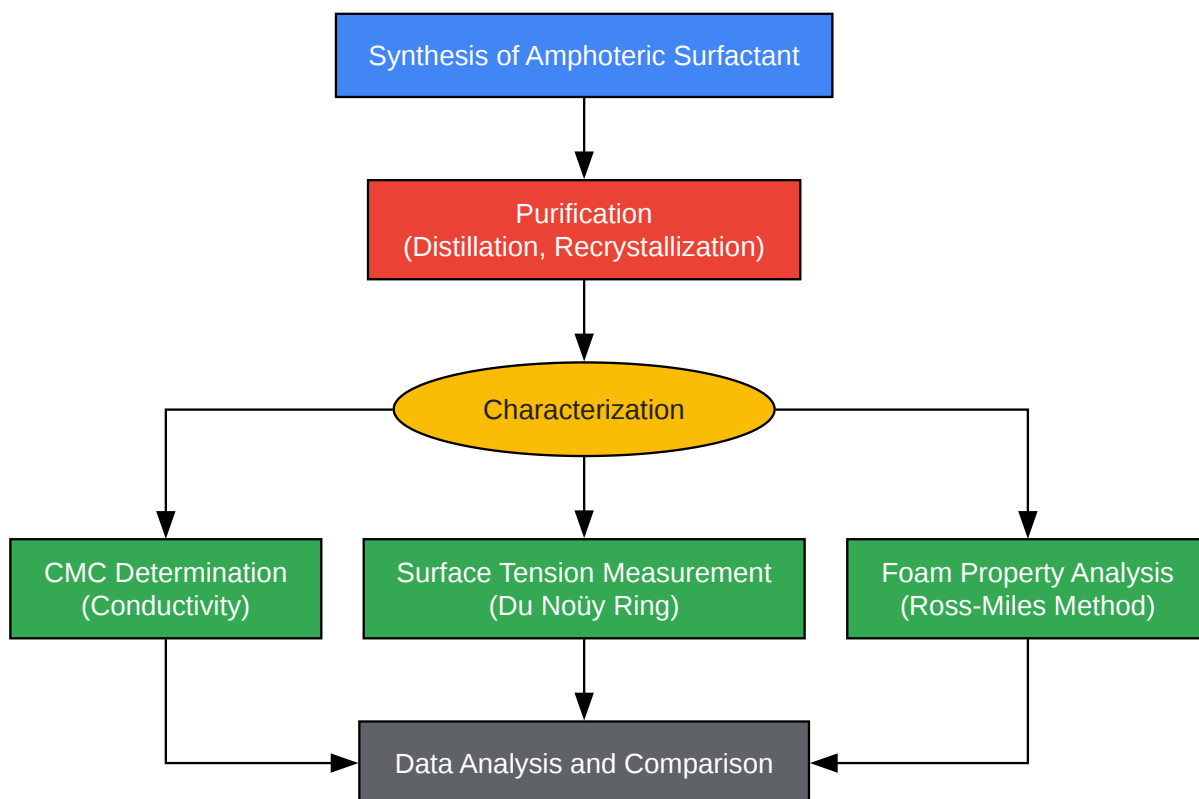 Synthesis of Amphoteric Surfactant
Purification
(Distillation, Recrystallization)
Characterization
CMC Determination
(Conductivity)
Surface Tension Measurement
(Du Noüy Ring)
Foam Property Analysis
(Ross-Miles Method)
Data Analysis and Comparison